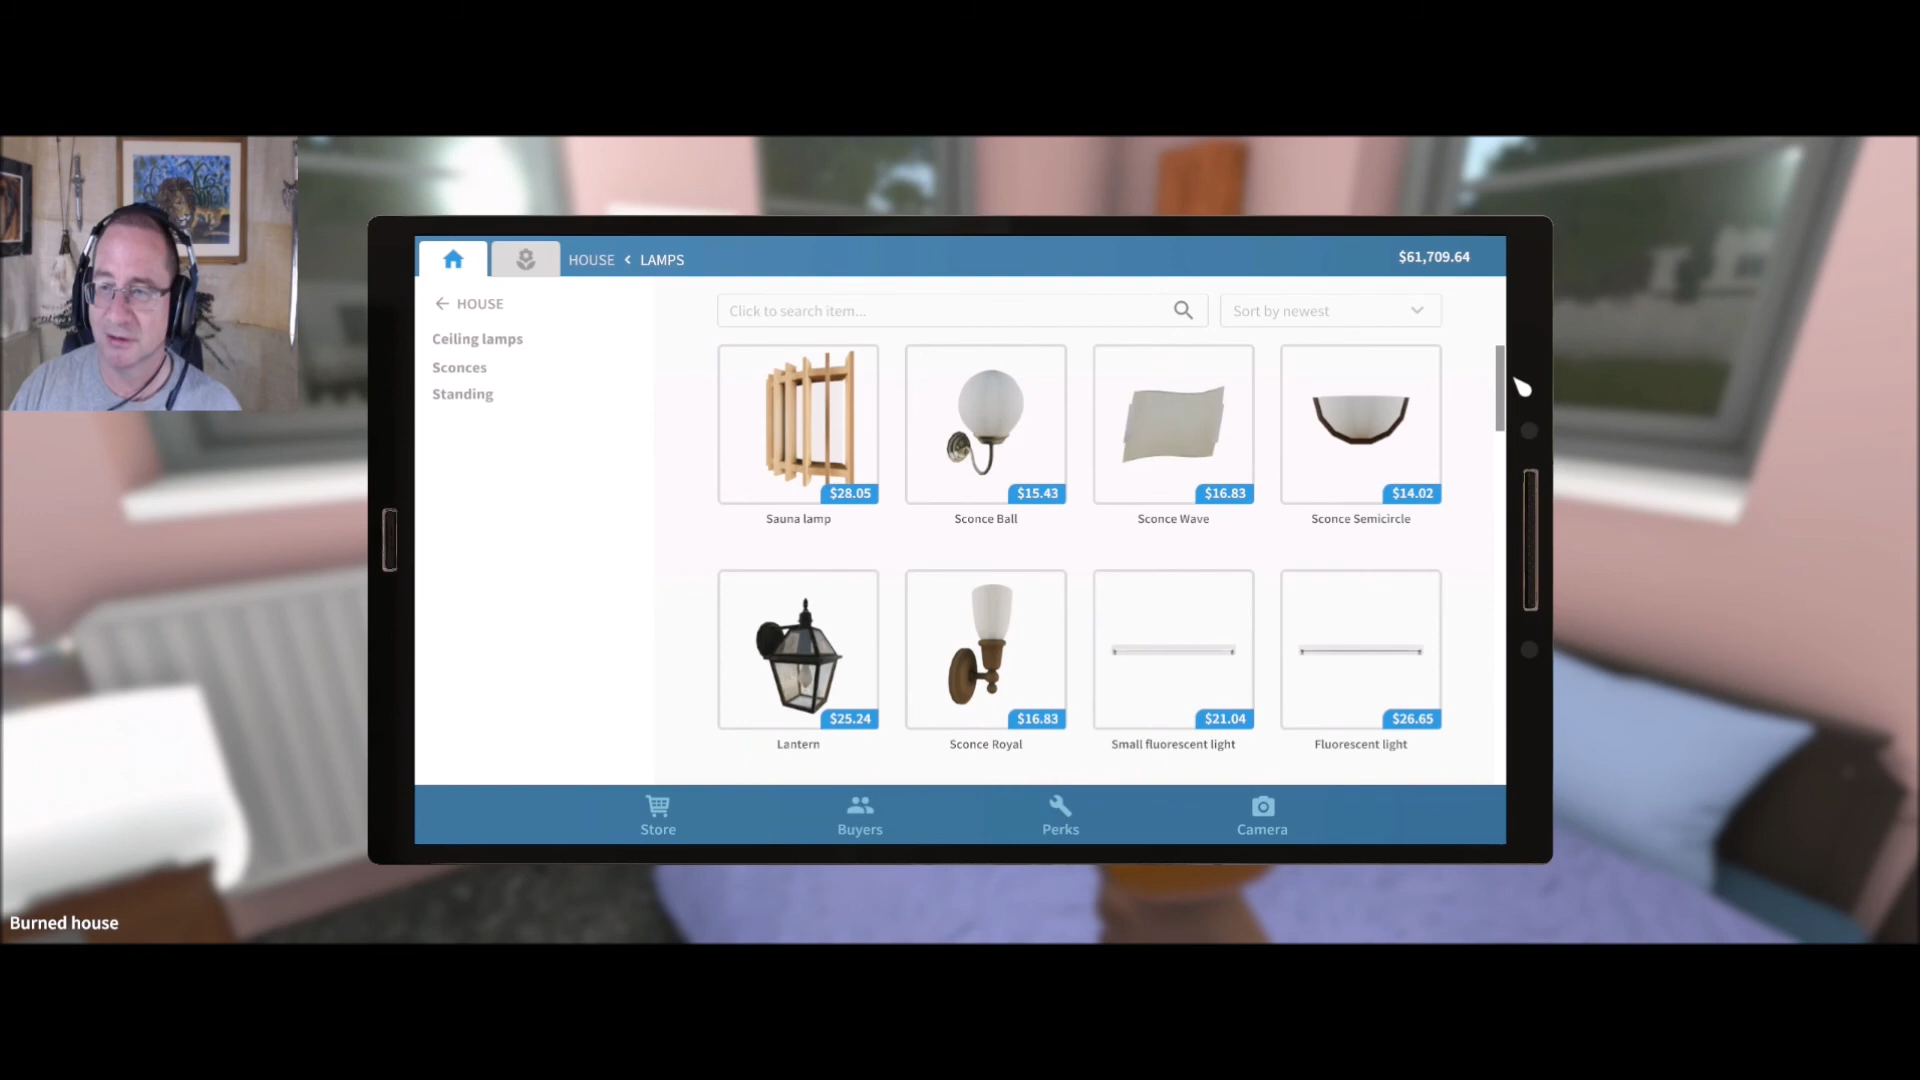 HOUSE < LAMPS
$61,709.64
HOUSE
Click to search item...
Sort by newest
Ceiling lamps
Sconces
Standing
$28.05
$15.43
$16.83
$14.02
Sauna lamp
Sconce Ball
Sconce Wave
Sconce Semicircle
$25.24
$16.83
$21.04
$26.65
Lantern
Sconce Royal
Small fluorescent light
Fluorescent light
Store
Buyers
Perks
Camera
Burned house